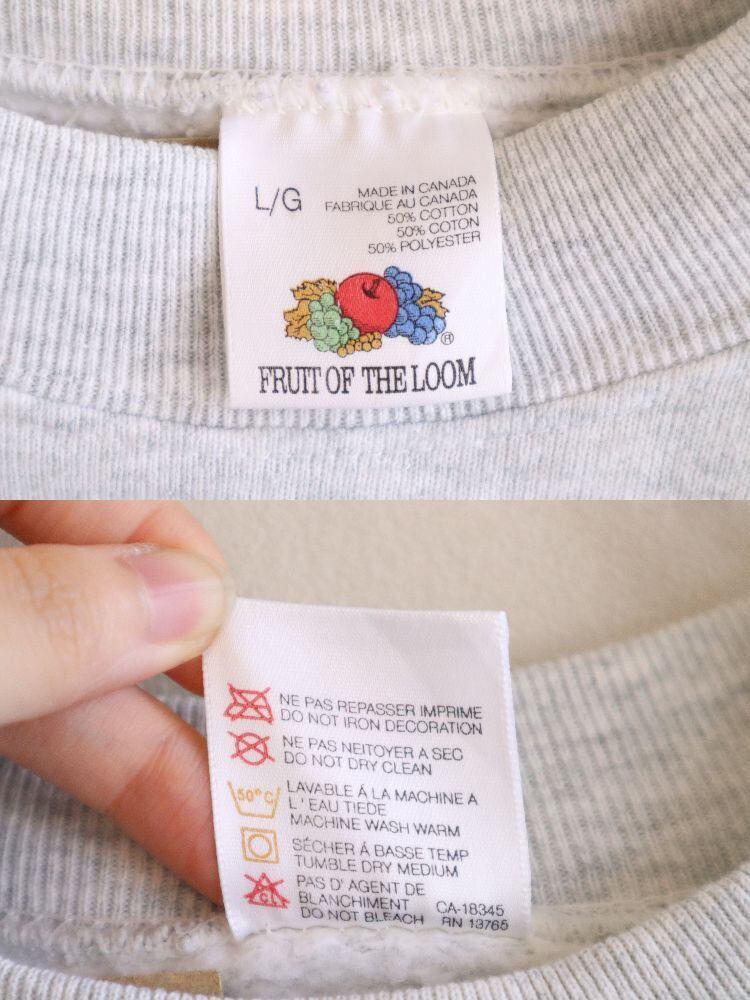 L/G
MADE IN CANADA
FABRIQUE AU CANADA
50% COTTON
50% COTON
50% POLYESTER
®
FRUIT OF THE LOOM
NE PAS REPASSER IMPRIME
DO NOT IRON DECORATION
NE PAS NEITOYER A SEC
DO NOT DRY CLEAN
50°C
LAVABLE Á LA MACHINE A
L'EAU TIEDE
MACHINE WASH WARM
SÉCHER Á BASSE TEMP
TUMBLE DRY MEDIUM
CL
PAS D'AGENT DE
BLANCHIMENT CA-18345
DO NOT BLEACH RN 13765